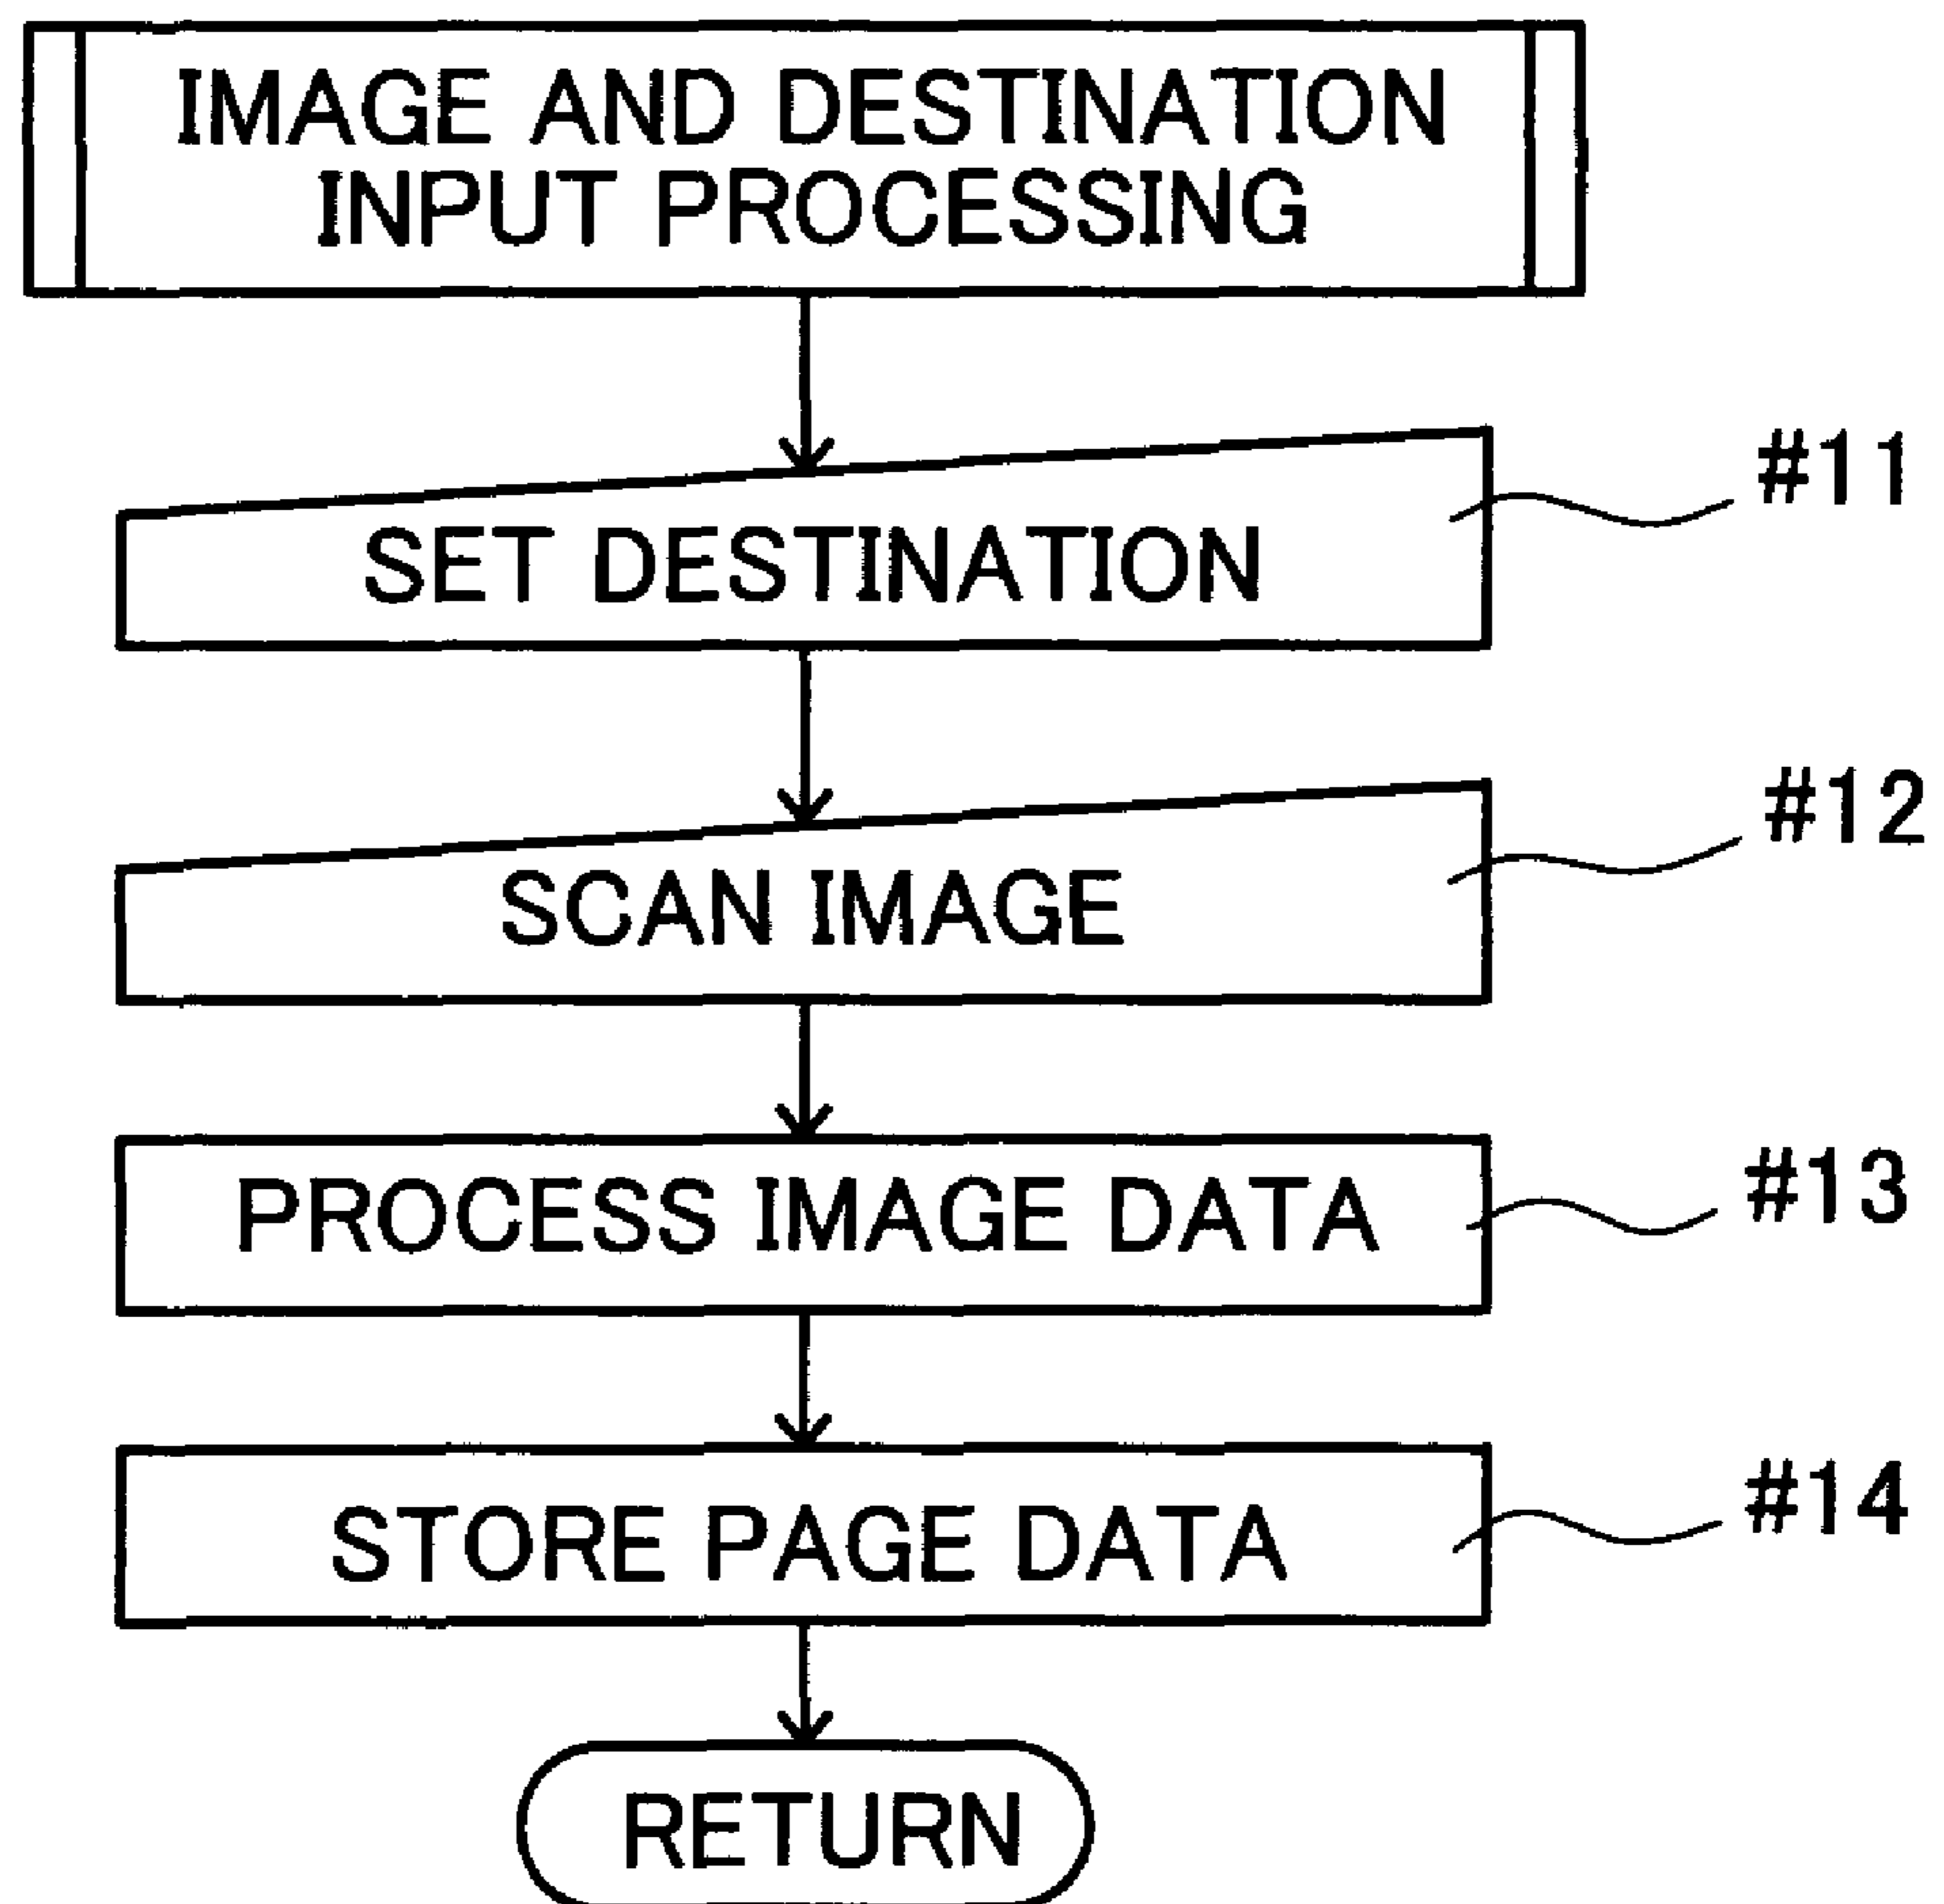 IMAGE AND DESTINATION
INPUT PROCESSING
#11
SET DESTINATION
#12
SCAN IMAGE
#13
PROCESS IMAGE DATA
#14
STORE PAGE DATA
RETURN